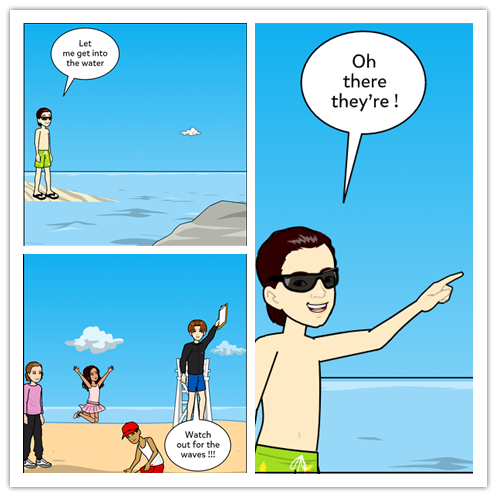 Let
me get into
the water
Oh
there
they're !
Watch
out for the
waves !!!